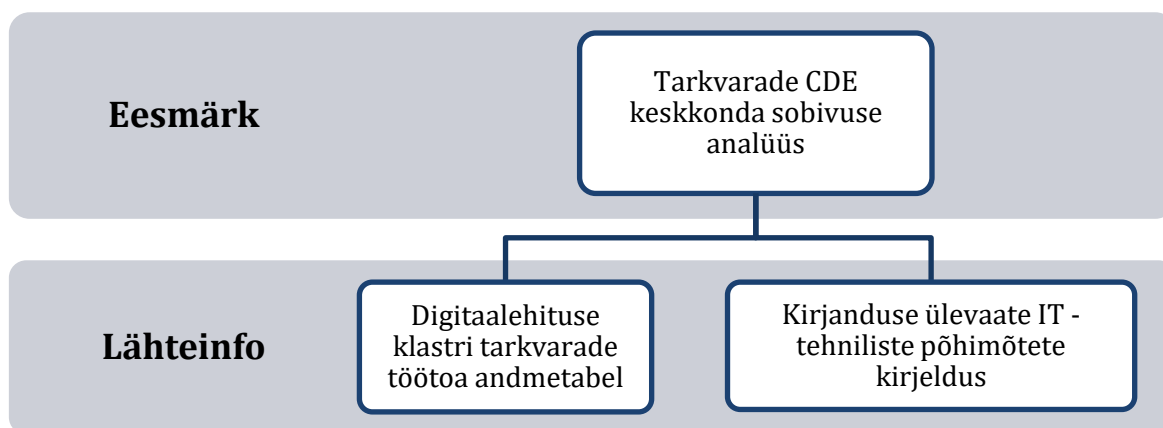 Eesmärk
Tarkvarade CDE
keskkonda sobivuse
analüüs
Lähteinfo
Digitaalehituse
klastri tarkvarade
töötoa andmetabel
Kirjanduse ülevaate IT -
tehniliste põhimõtete
kirjeldus